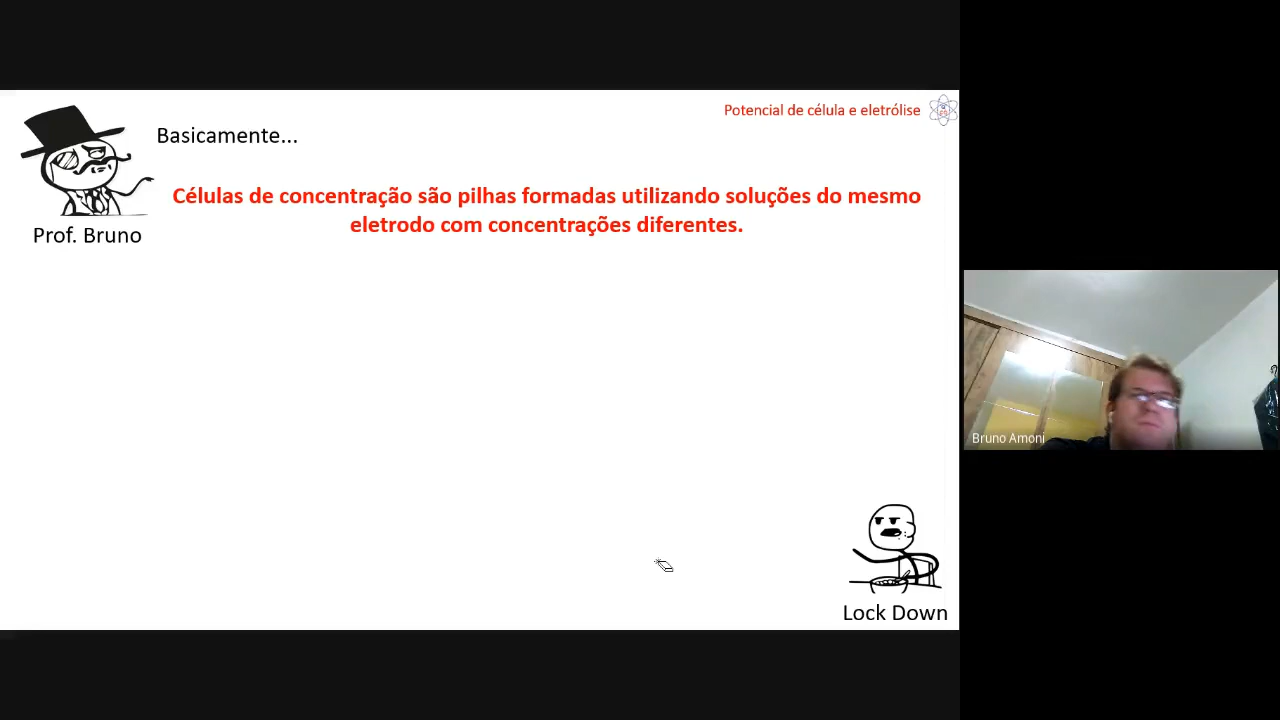 Potencial de célula e eletrólise
Basicamente...
Células de concentração são pilhas formadas utilizando soluções do mesmo
eletrodo com concentrações diferentes.
Prof. Bruno
Bruno Amoni
Lock Down